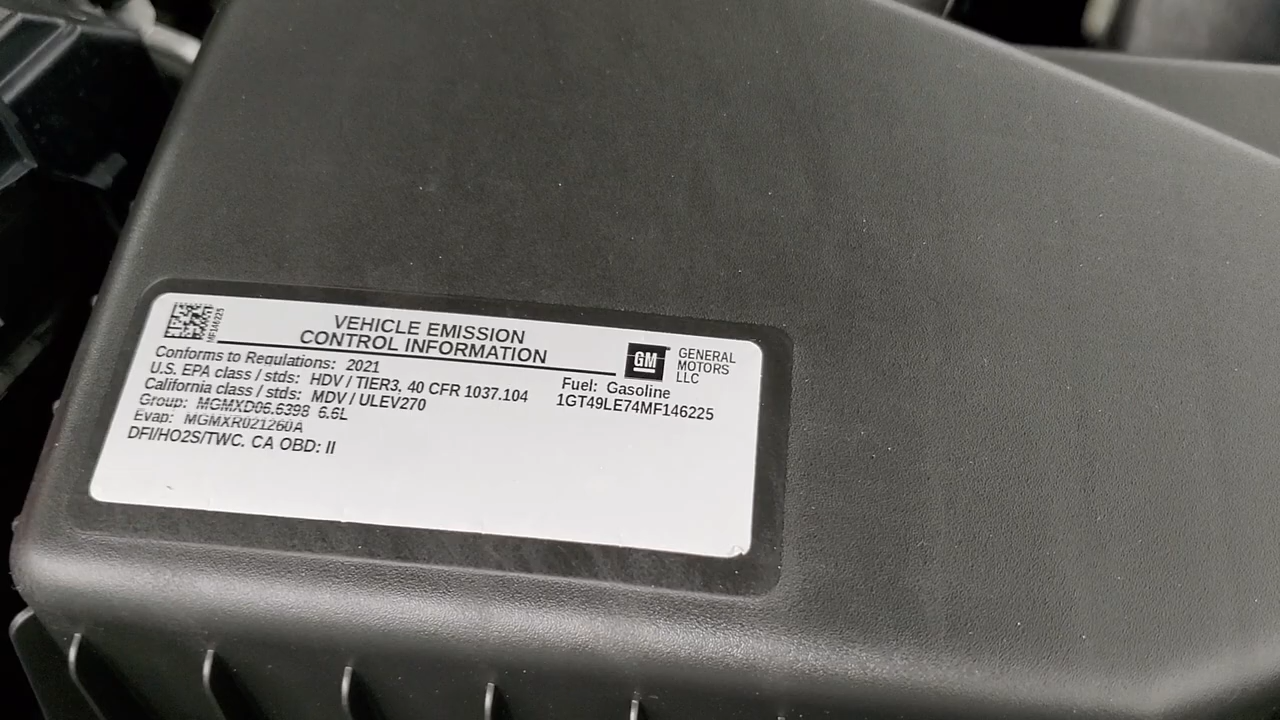 MF146225
VEHICLE EMISSION
CONTROL INFORMATION
GM
GENERAL
MOTORS
LLC
Conforms to Regulations: 2021
U.S. EPA class / stds: HDV / TIER3, 40 CFR 1037.104
California class / stds: MDV / ULEV270
Group: MGMXD06.6398 6.6L
Evap: MGMXR021260A
DFI/HO2S/TWC. CA OBD: II
Fuel: Gasoline
1GT49LE74MF146225